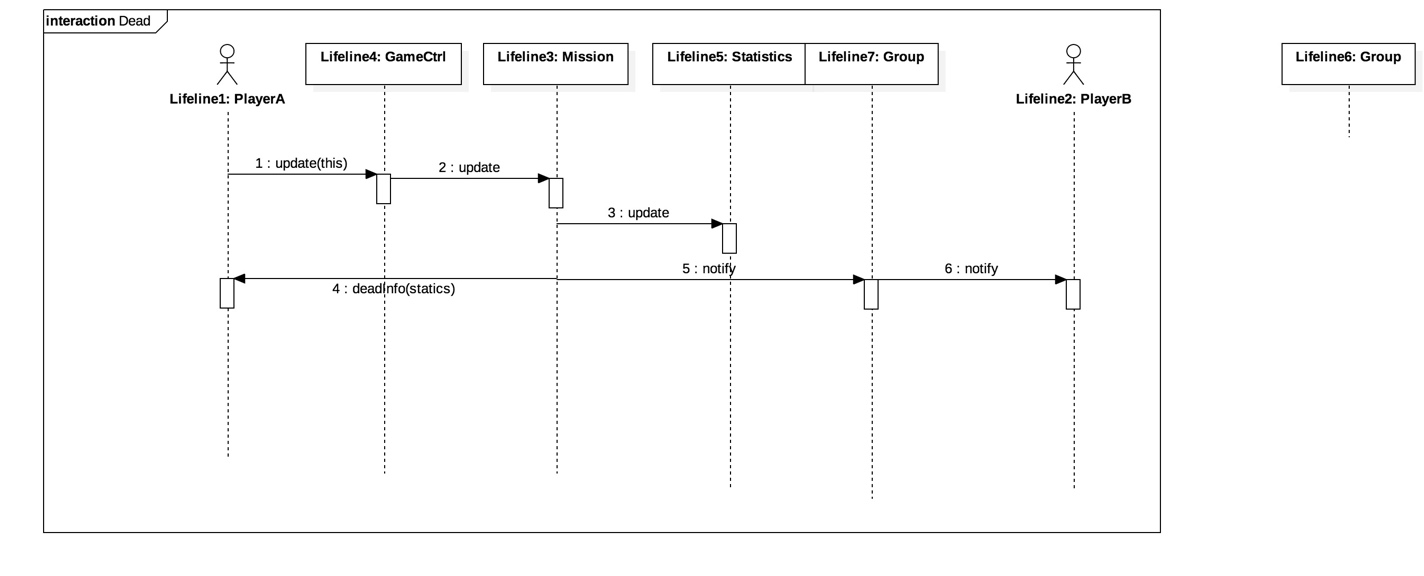 interaction Dead
Lifeline4: GameCtrl
Lifeline3: Mission
Lifeline5: Statistics
Lifeline7: Group
Lifeline6: Group
Lifeline1: PlayerA
Lifeline2: PlayerB
1 : update(this)
2 : update
3 : update
5 : notify
6 : notify
4 : deadInfo(statics)